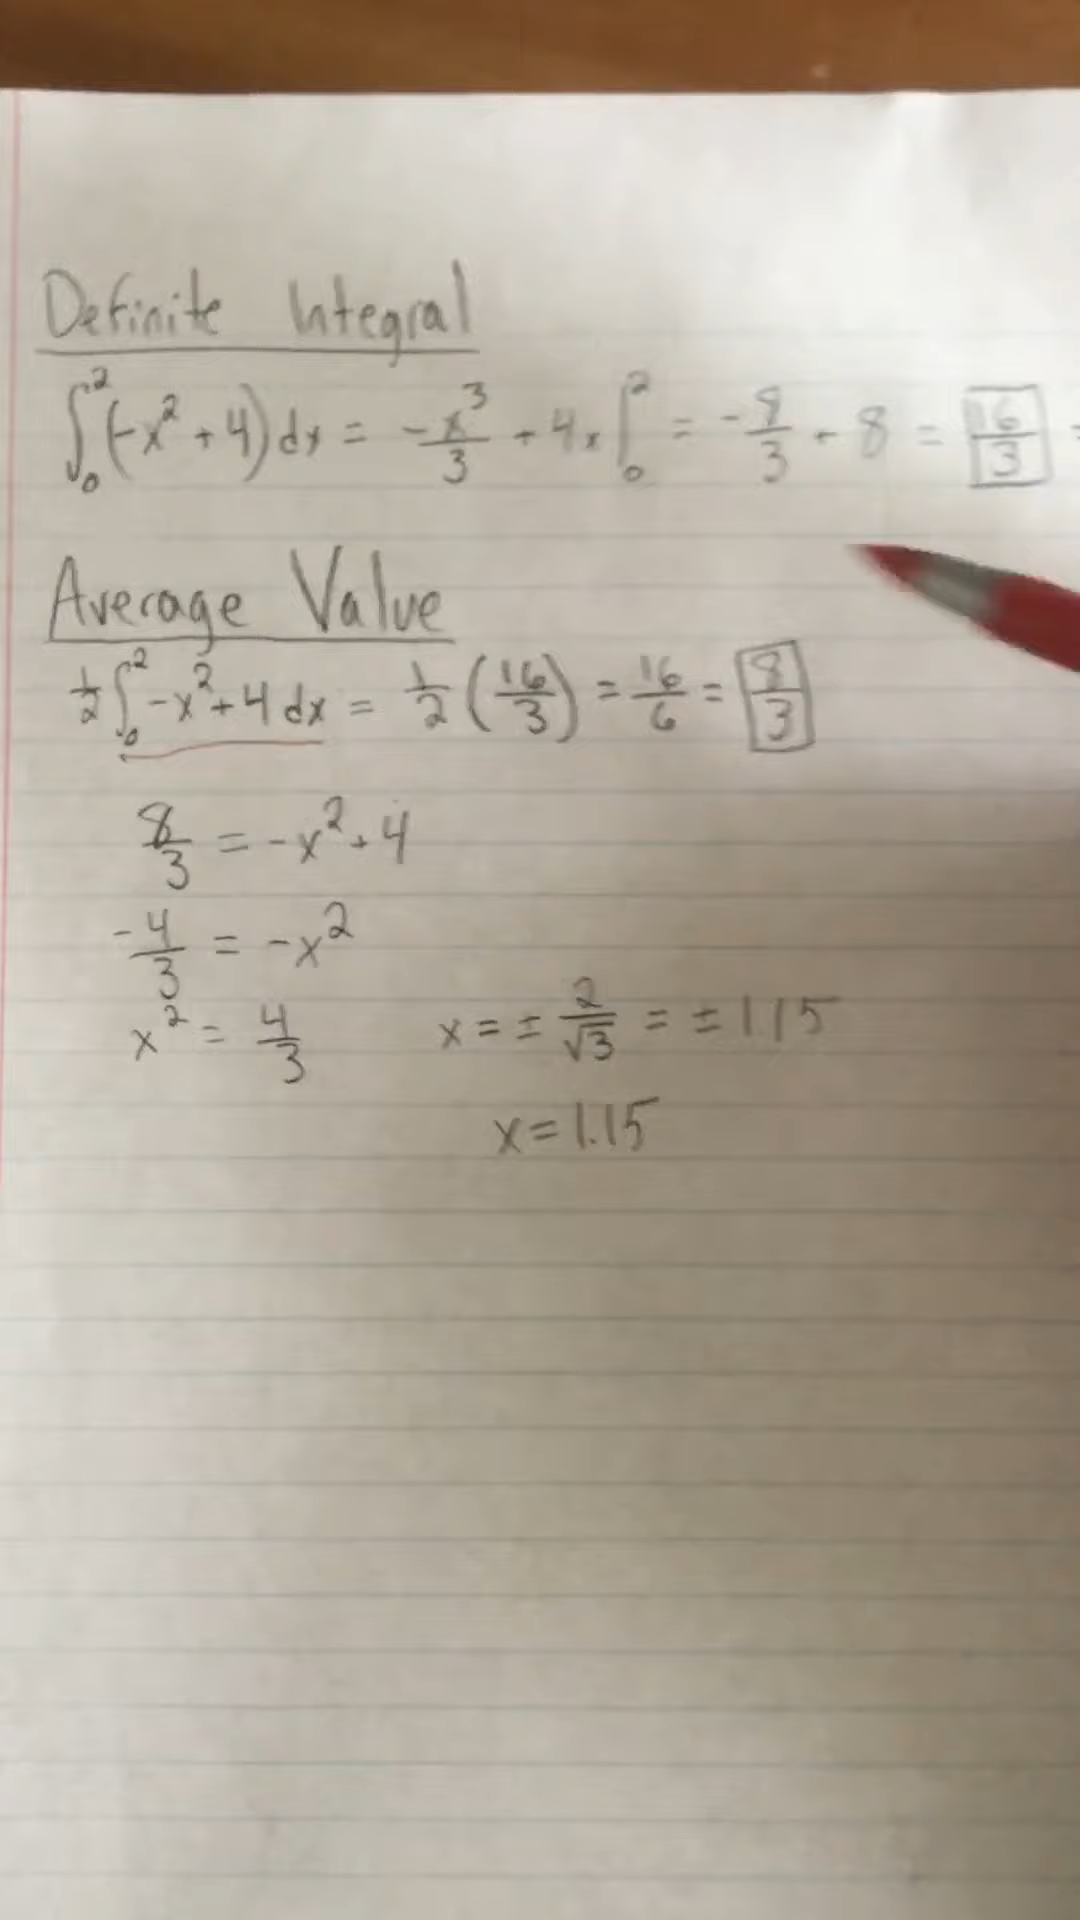 Definite Integral
∫₀² (-x² + 4) dx = -x³/3 + 4x |₀² = -8/3 + 8 = 16/3 =
Average Value
1/2 ∫₀² -x² + 4 dx = 1/2 (16/3) = 16/6 = 8/3
8/3 = -x² + 4
-4/3 = -x²
x² = 4/3 x = ± 2/√3 = ± 1.15
x = 1.15